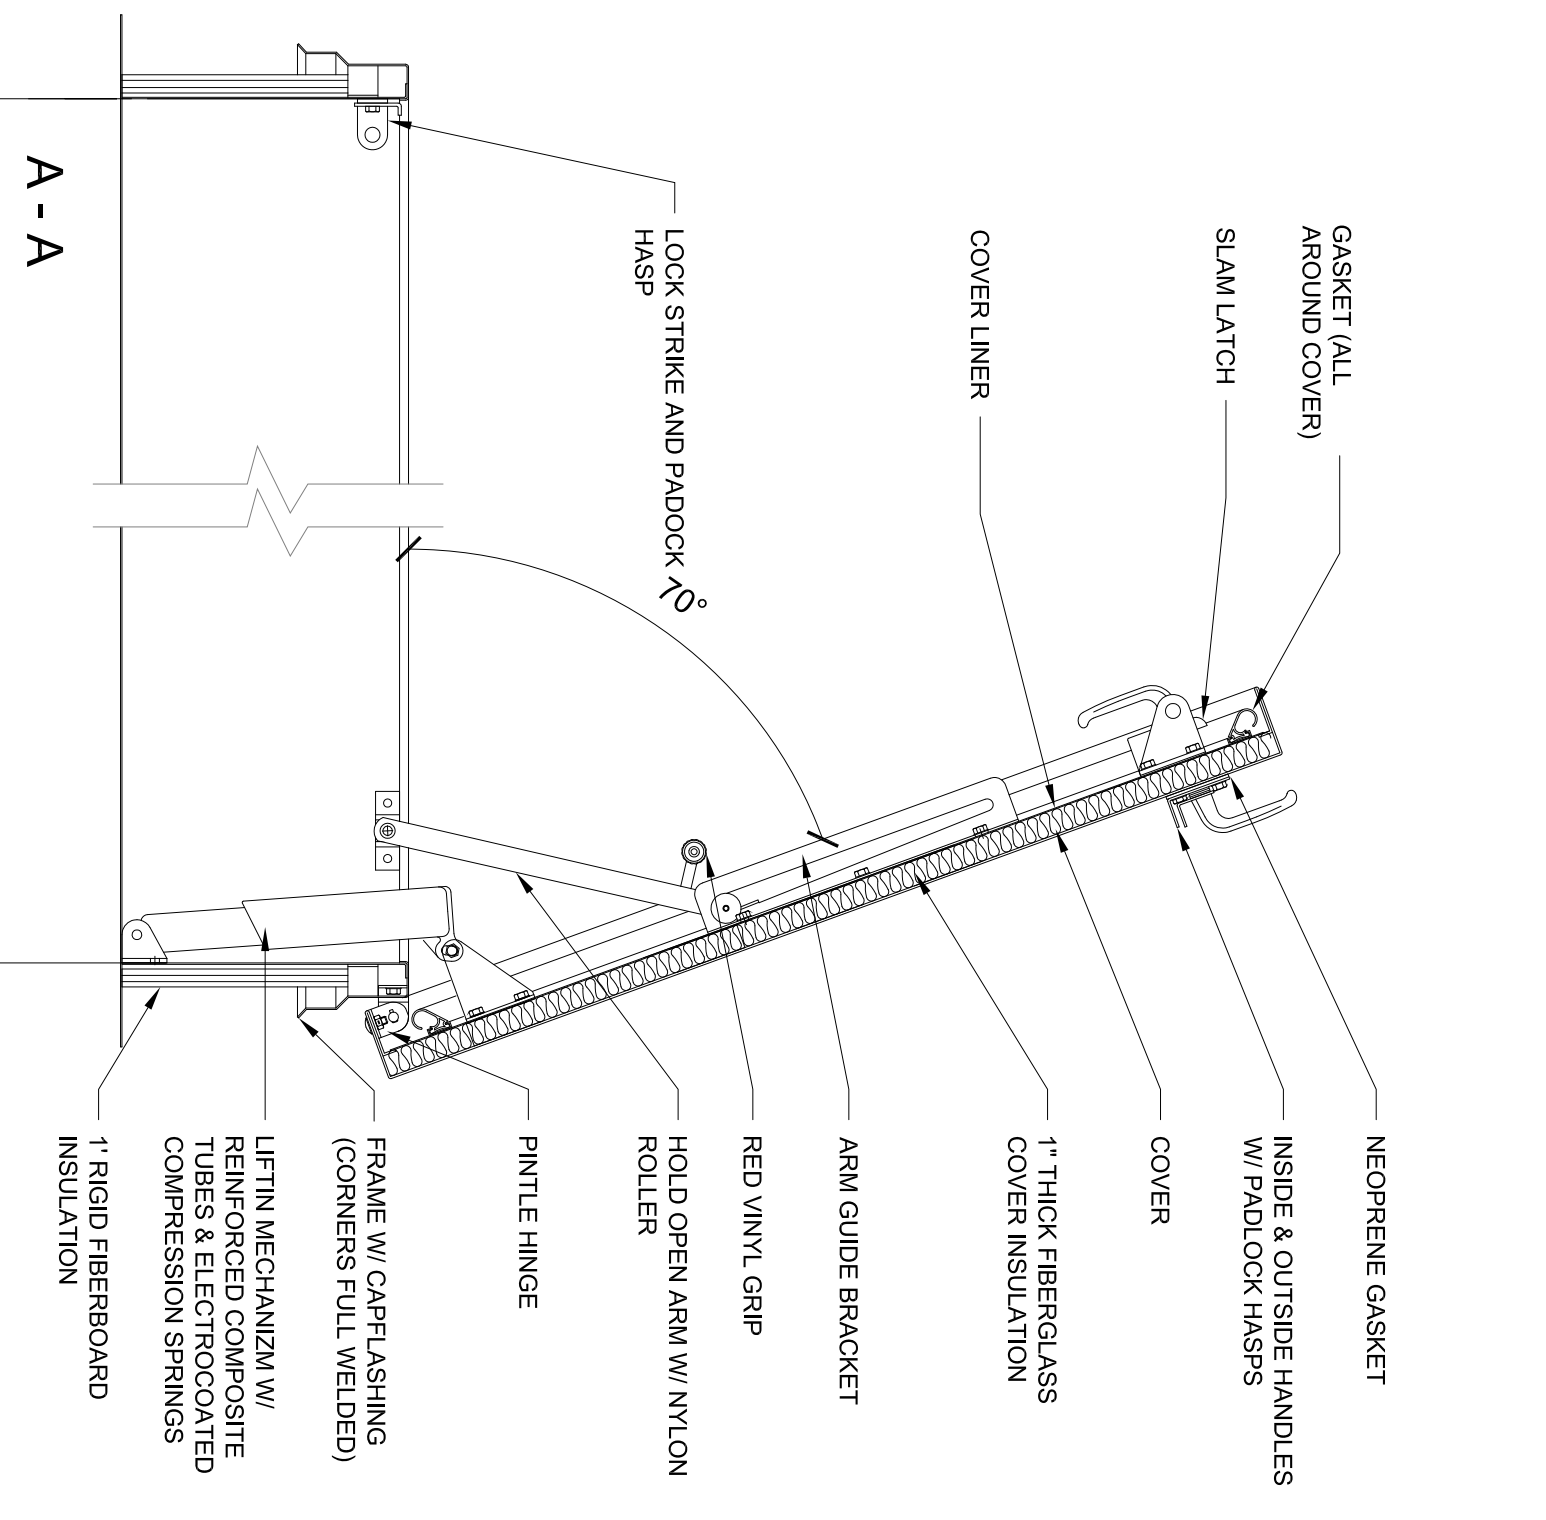 GASKET (ALL
AROUND COVER)
SLAM LATCH
COVER LINER
LOCK STRIKE AND PADOCK
HASP
70°
NEOPRENE GASKET
INSIDE & OUTSIDE HANDLES
W/ PADLOCK HASPS
COVER
1" THICK FIBERGLASS
COVER INSULATION
ARM GUIDE BRACKET
RED VINYL GRIP
HOLD OPEN ARM W/ NYLON
ROLLER
PINTLE HINGE
FRAME W/ CAPFLASHING
(CORNERS FULL WELDED)
LIFTIN MECHANIZM W/
REINFORCED COMPOSITE
TUBES & ELECTROCOATED
COMPRESSION SPRINGS
1' RIGID FIBERBOARD
INSULATION
A - A